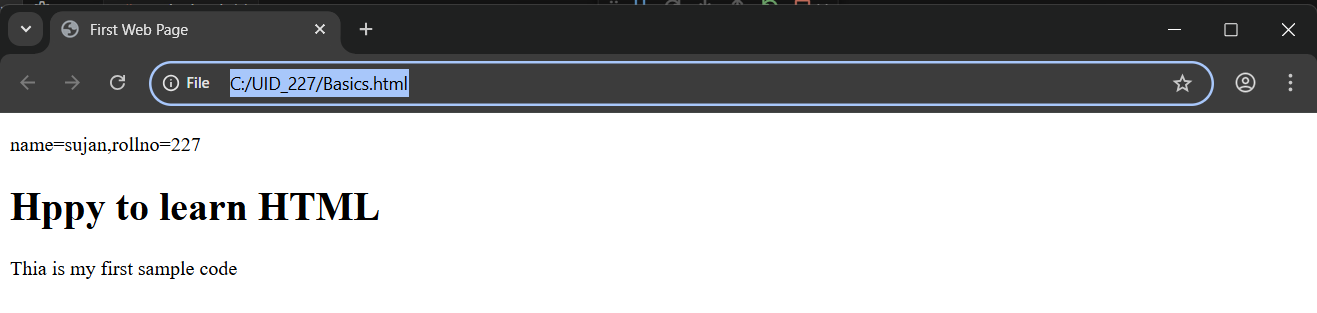 First Web Page
File C:/UID_227/Basics.html
name=sujan,rollno=227
Hppy to learn HTML
Thia is my first sample code